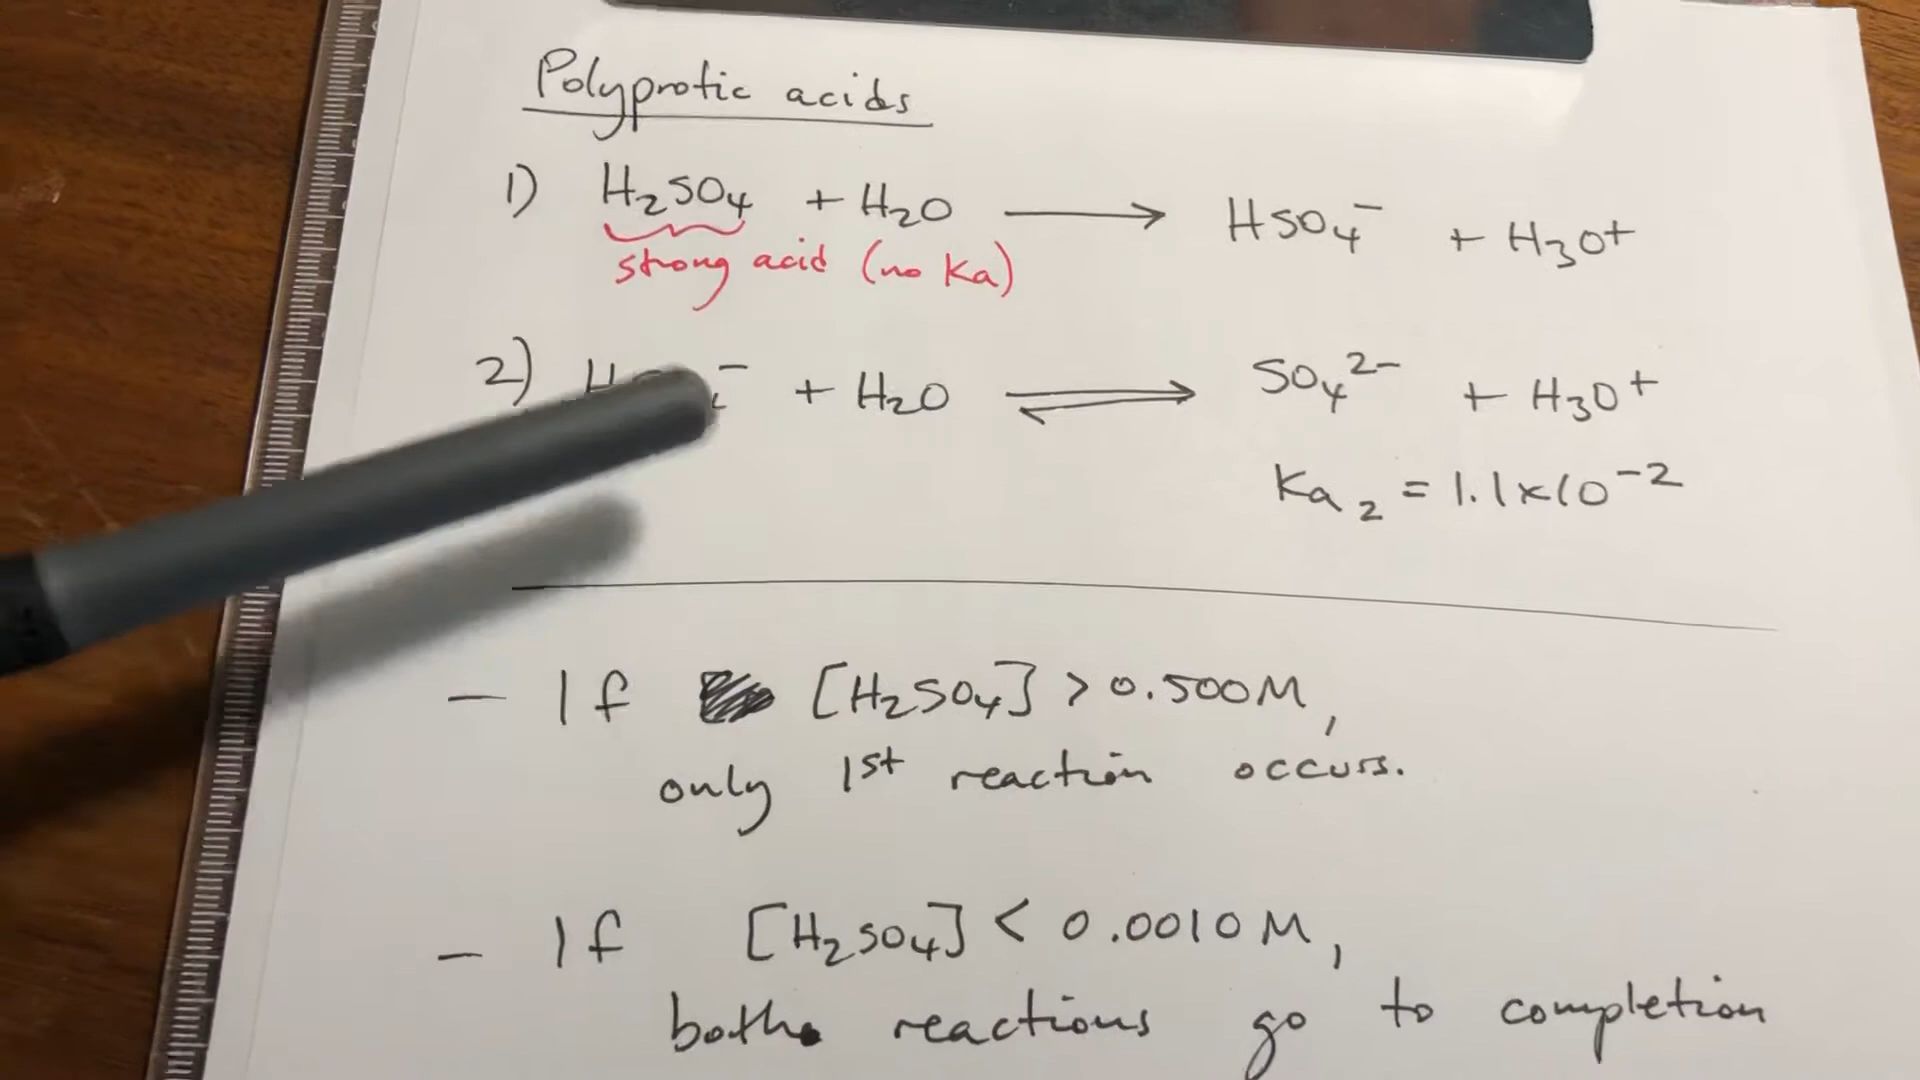 Polyprotic acids
1) H₂SO₄ + H₂O ⟶ HSO₄⁻ + H₃O⁺
strong acid (no Ka)
2) + H₂O ⇌ SO₄²⁻ + H₃O⁺
Ka₂ = 1.1×10⁻²
- If [H₂SO₄] > 0.500M,
only 1st reaction occurs.
- If [H₂SO₄] < 0.0010 M,
both reactions go to completion